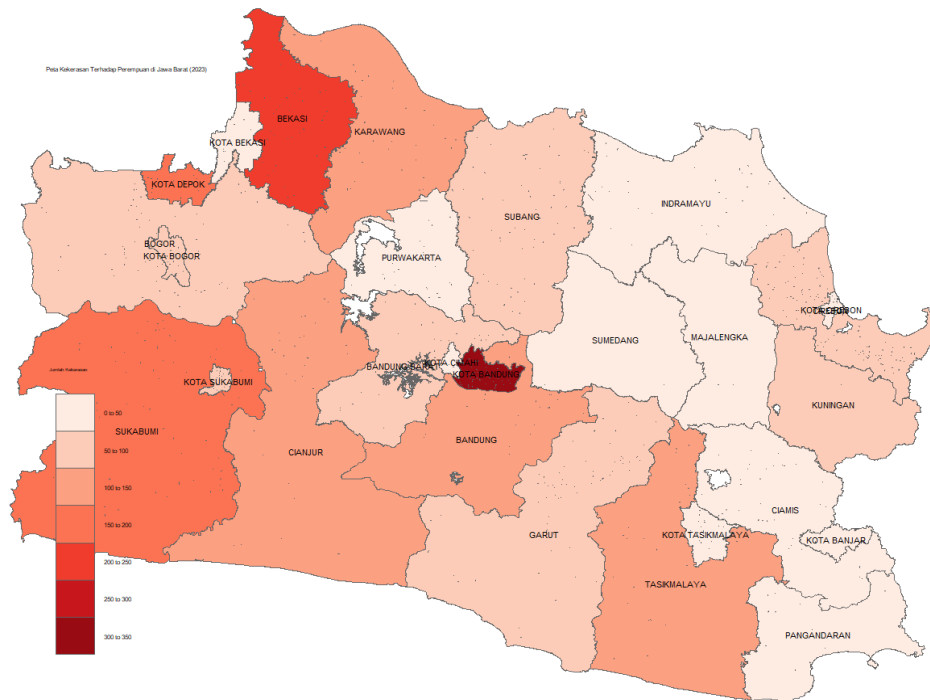 Peta Kekerasan Terhadap Perempuan di Jawa Barat (2023)
BEKASI
KARAWANG
KOTA BEKASI
KOTA DEPOK
INDRAMAYU
SUBANG
BOGOR
KOTA BOGOR
PURWAKARTA
KOTA CIREBON
SUMEDANG
MAJALENGKA
Jumlah Kekerasan
BANDUNG BARAT
KOTA CIMAHI
KOTA BANDUNG
KOTA SUKABUMI
KUNINGAN
0 to 50
SUKABUMI
50 to 100
BANDUNG
CIANJUR
100 to 150
CIAMIS
150 to 200
GARUT
KOTA TASIKMALAYA
KOTA BANJAR
200 to 250
TASIKMALAYA
250 to 300
300 to 350
PANGANDARAN